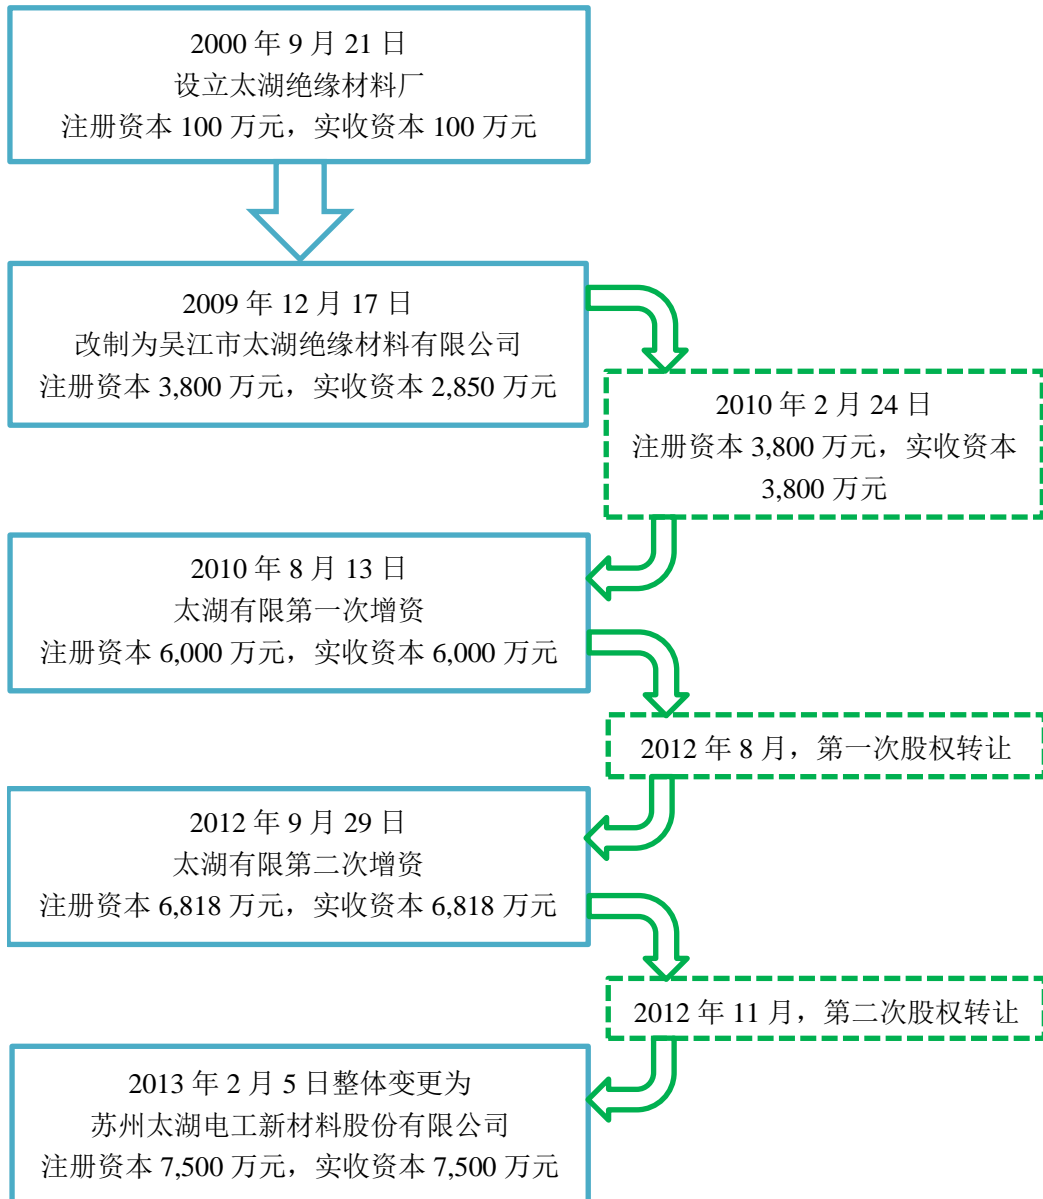 2000 年 9 月 21 日
设立太湖绝缘材料厂
注册资本 100 万元，实收资本 100 万元
2009 年 12 月 17 日
改制为吴江市太湖绝缘材料有限公司
注册资本 3,800 万元，实收资本 2,850 万元
2010 年 2 月 24 日
注册资本 3,800 万元，实收资本
3,800 万元
2010 年 8 月 13 日
太湖有限第一次增资
注册资本 6,000 万元，实收资本 6,000 万元
2012 年 8 月，第一次股权转让
2012 年 9 月 29 日
太湖有限第二次增资
注册资本 6,818 万元，实收资本 6,818 万元
2012 年 11 月，第二次股权转让
2013 年 2 月 5 日整体变更为
苏州太湖电工新材料股份有限公司
注册资本 7,500 万元，实收资本 7,500 万元